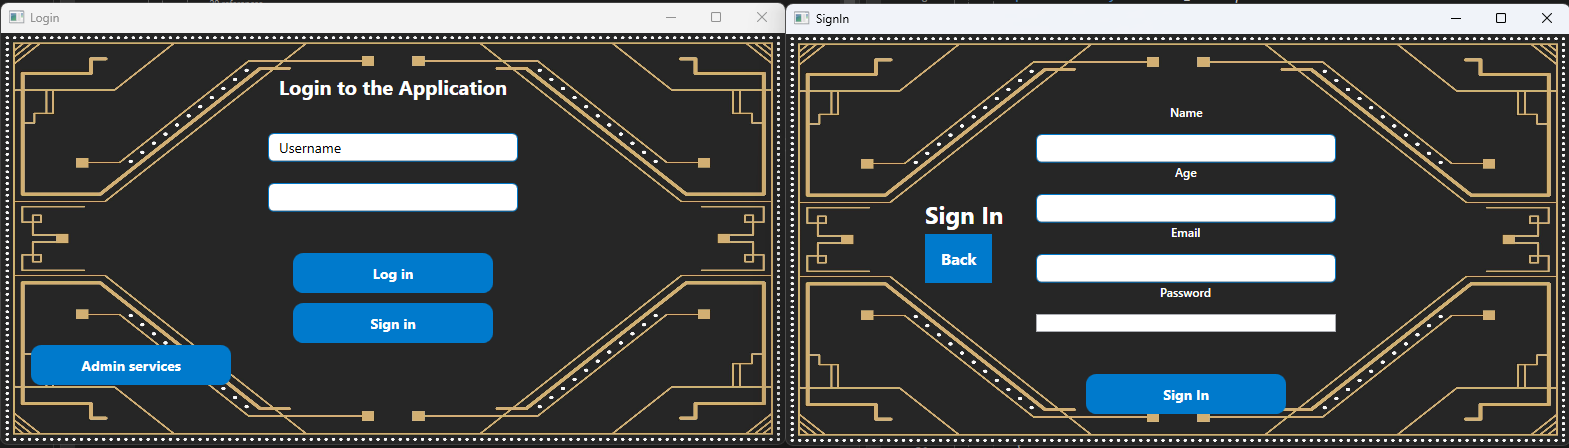 Login
Login to the Application
Username
Log in
Sign in
Admin services
SignIn
Name
Age
Email
Password
Sign In
Back
Sign In